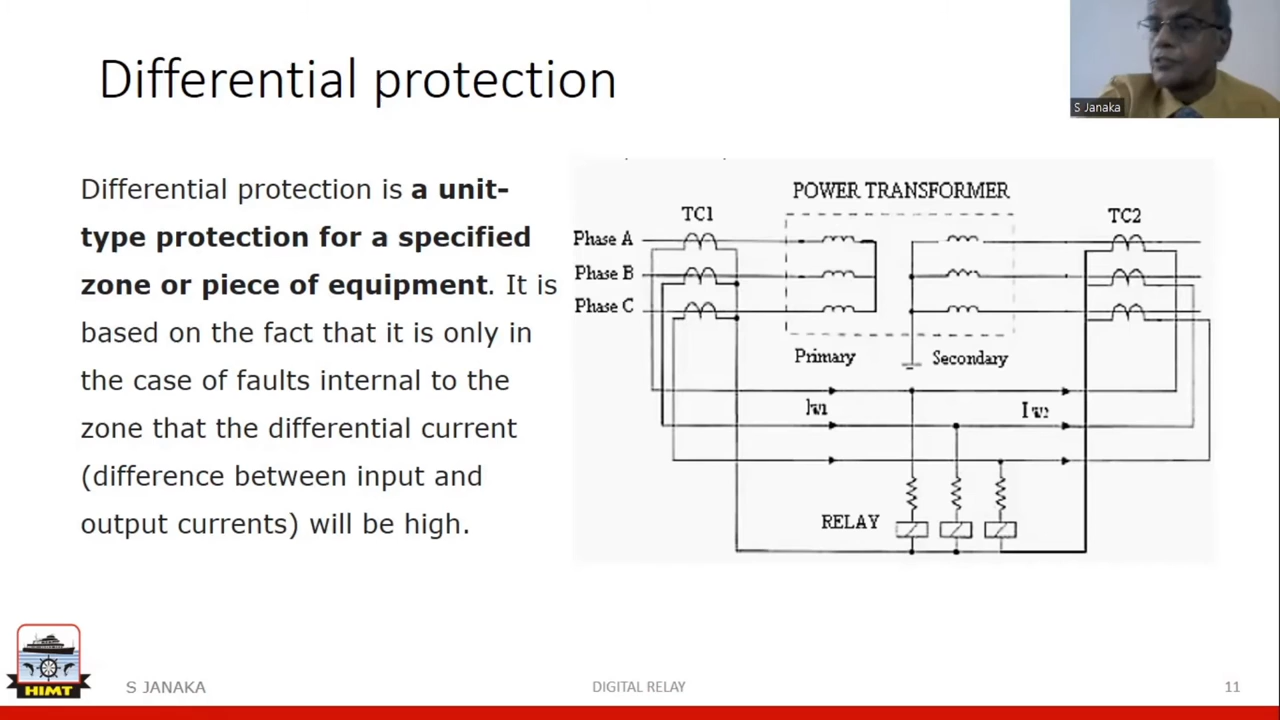 Differential protection
S Janaka
Differential protection is a unit-
type protection for a specified
zone or piece of equipment. It is
based on the fact that it is only in
the case of faults internal to the
zone that the differential current
(difference between input and
output currents) will be high.
POWER TRANSFORMER
TC1
TC2
Phase A
Phase B
Phase C
Primary
Secondary
Iw1
Iw2
RELAY
HIMT
S JANAKA
DIGITAL RELAY
11